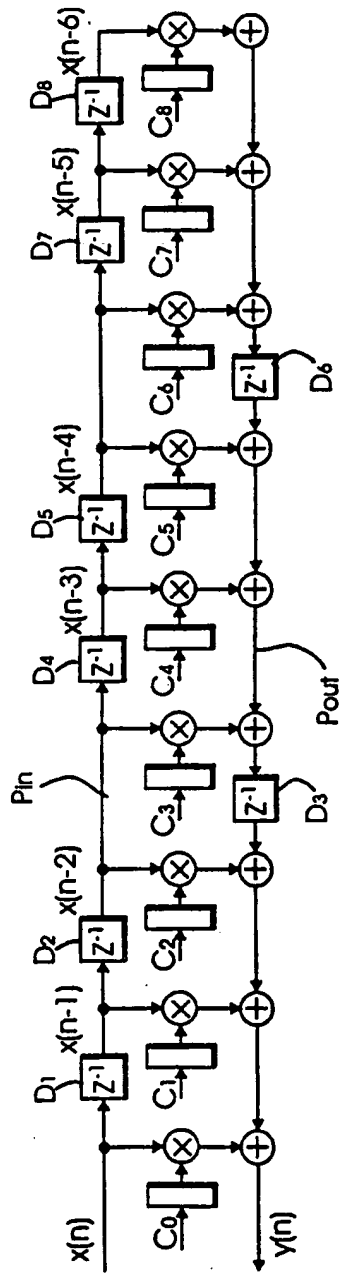 x(n)
D1
Z-1
x(n-1)
D2
Z-1
x(n-2)
Pin
D4
Z-1
x(n-3)
D5
Z-1
x(n-4)
D7
Z-1
x(n-5)
D8
Z-1
x(n-6)
C0
C1
C2
C3
C4
C5
C6
C7
C8
y(n)
Z-1
D3
Pout
Z-1
D6